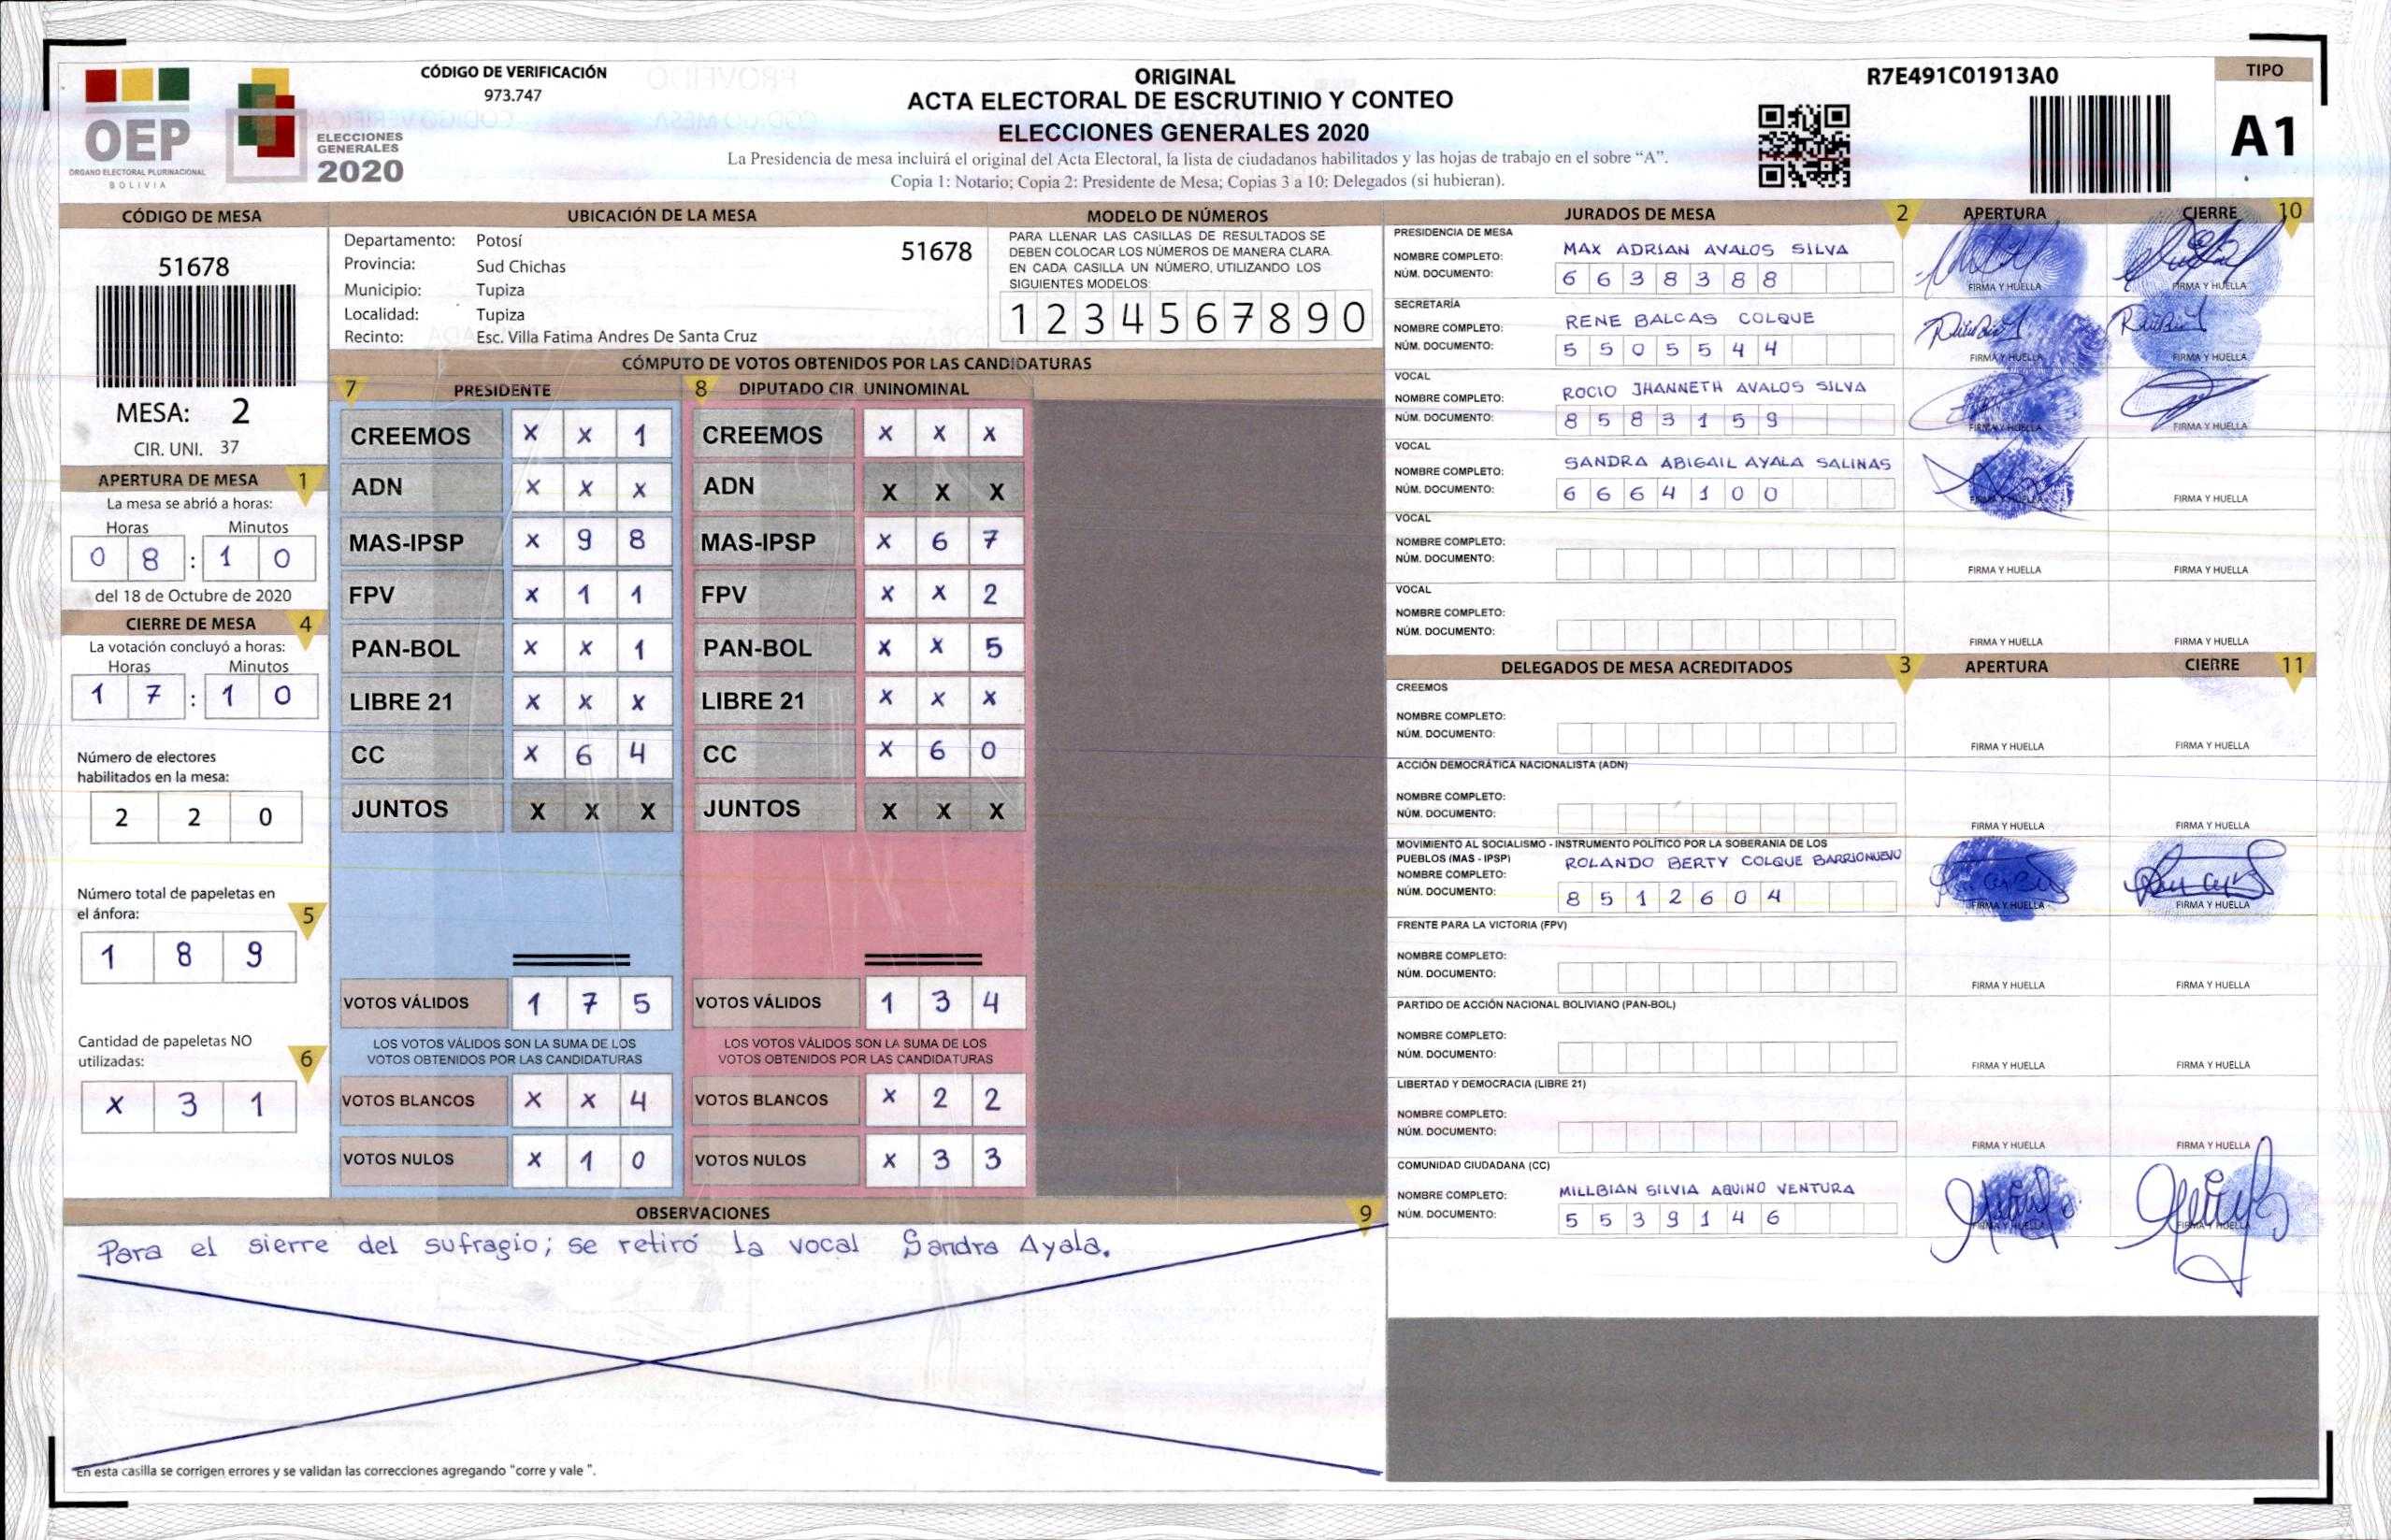 OEP
ÓRGANO ELECTORAL PLURINACIONAL
BOLIVIA
ELECCIONES
GENERALES
2020
CÓDIGO DE VERIFICACIÓN
973.747
ORIGINAL
ACTA ELECTORAL DE ESCRUTINIO Y CONTEO
ELECCIONES GENERALES 2020
La Presidencia de mesa incluirá el original del Acta Electoral, la lista de ciudadanos habilitados y las hojas de trabajo en el sobre “A”.
Copia 1: Notario; Copia 2: Presidente de Mesa; Copias 3 a 10: Delegados (si hubieran).
R7E491C01913A0
TIPO
A1
CÓDIGO DE MESA
51678
MESA: 2
CIR. UNI. 37
APERTURA DE MESA 1
La mesa se abrió a horas:
Horas Minutos
0 8 : 1 0
del 18 de Octubre de 2020
CIERRE DE MESA 4
La votación concluyó a horas:
Horas Minutos
1 7 : 1 0
Número de electores
habilitados en la mesa:
2 2 0
Número total de papeletas en
el ánfora: 5
1 8 9
Cantidad de papeletas NO
utilizadas: 6
X 3 1
UBICACIÓN DE LA MESA
Departamento: Potosí 51678
Provincia: Sud Chichas
Municipio: Tupiza
Localidad: Tupiza
Recinto: Esc. Villa Fatima Andres De Santa Cruz
MODELO DE NÚMEROS
PARA LLENAR LAS CASILLAS DE RESULTADOS SE
DEBEN COLOCAR LOS NÚMEROS DE MANERA CLARA.
EN CADA CASILLA UN NÚMERO, UTILIZANDO LOS
SIGUIENTES MODELOS:
1 2 3 4 5 6 7 8 9 0
CÓMPUTO DE VOTOS OBTENIDOS POR LAS CANDIDATURAS
7 PRESIDENTE 8 DIPUTADO CIR. UNINOMINAL
CREEMOS X X 1 CREEMOS X X X
ADN X X X ADN X X X
MAS-IPSP X 9 8 MAS-IPSP X 6 7
FPV X 1 1 FPV X X 2
PAN-BOL X X 1 PAN-BOL X X 5
LIBRE 21 X X X LIBRE 21 X X X
CC X 6 4 CC X 6 0
JUNTOS X X X JUNTOS X X X
VOTOS VÁLIDOS 1 7 5 VOTOS VÁLIDOS 1 3 4
LOS VOTOS VÁLIDOS SON LA SUMA DE LOS LOS VOTOS VÁLIDOS SON LA SUMA DE LOS
VOTOS OBTENIDOS POR LAS CANDIDATURAS VOTOS OBTENIDOS POR LAS CANDIDATURAS
VOTOS BLANCOS X X 4 VOTOS BLANCOS X 2 2
VOTOS NULOS X 1 0 VOTOS NULOS X 3 3
OBSERVACIONES 9
Para el sierre del sufragio; se retiró la vocal Sandra Ayala.
En esta casilla se corrigen errores y se validan las correcciones agregando "corre y vale ".
JURADOS DE MESA 2 APERTURA CIERRE 10
PRESIDENCIA DE MESA
NOMBRE COMPLETO: MAX ADRIAN AVALOS SILVA
NÚM. DOCUMENTO: 6 6 3 8 3 8 8 FIRMA Y HUELLA FIRMA Y HUELLA
SECRETARÍA
NOMBRE COMPLETO: RENE BALCAS COLQUE
NÚM. DOCUMENTO: 5 5 0 5 5 4 4 FIRMA Y HUELLA FIRMA Y HUELLA
VOCAL
NOMBRE COMPLETO: ROCIO JHANNETH AVALOS SILVA
NÚM. DOCUMENTO: 8 5 8 3 1 5 9 FIRMA Y HUELLA FIRMA Y HUELLA
VOCAL
NOMBRE COMPLETO: SANDRA ABIGAIL AYALA SALINAS
NÚM. DOCUMENTO: 6 6 6 4 1 0 0 FIRMA Y HUELLA FIRMA Y HUELLA
VOCAL
NOMBRE COMPLETO:
NÚM. DOCUMENTO: FIRMA Y HUELLA FIRMA Y HUELLA
VOCAL
NOMBRE COMPLETO:
NÚM. DOCUMENTO: FIRMA Y HUELLA FIRMA Y HUELLA
DELEGADOS DE MESA ACREDITADOS 3 APERTURA CIERRE 11
CREEMOS
NOMBRE COMPLETO:
NÚM. DOCUMENTO: FIRMA Y HUELLA FIRMA Y HUELLA
ACCIÓN DEMOCRÁTICA NACIONALISTA (ADN)
NOMBRE COMPLETO:
NÚM. DOCUMENTO: FIRMA Y HUELLA FIRMA Y HUELLA
MOVIMIENTO AL SOCIALISMO - INSTRUMENTO POLÍTICO POR LA SOBERANIA DE LOS
PUEBLOS (MAS - IPSP) ROLANDO BERTY COLQUE BARRIONUEVO
NOMBRE COMPLETO:
NÚM. DOCUMENTO: 8 5 1 2 6 0 4 FIRMA Y HUELLA FIRMA Y HUELLA
FRENTE PARA LA VICTORIA (FPV)
NOMBRE COMPLETO:
NÚM. DOCUMENTO: FIRMA Y HUELLA FIRMA Y HUELLA
PARTIDO DE ACCIÓN NACIONAL BOLIVIANO (PAN-BOL)
NOMBRE COMPLETO:
NÚM. DOCUMENTO: FIRMA Y HUELLA FIRMA Y HUELLA
LIBERTAD Y DEMOCRACIA (LIBRE 21)
NOMBRE COMPLETO:
NÚM. DOCUMENTO: FIRMA Y HUELLA FIRMA Y HUELLA
COMUNIDAD CIUDADANA (CC)
NOMBRE COMPLETO: MILLBIAN SILVIA AQUINO VENTURA
NÚM. DOCUMENTO: 5 5 3 9 1 4 6 FIRMA Y HUELLA FIRMA Y HUELLA